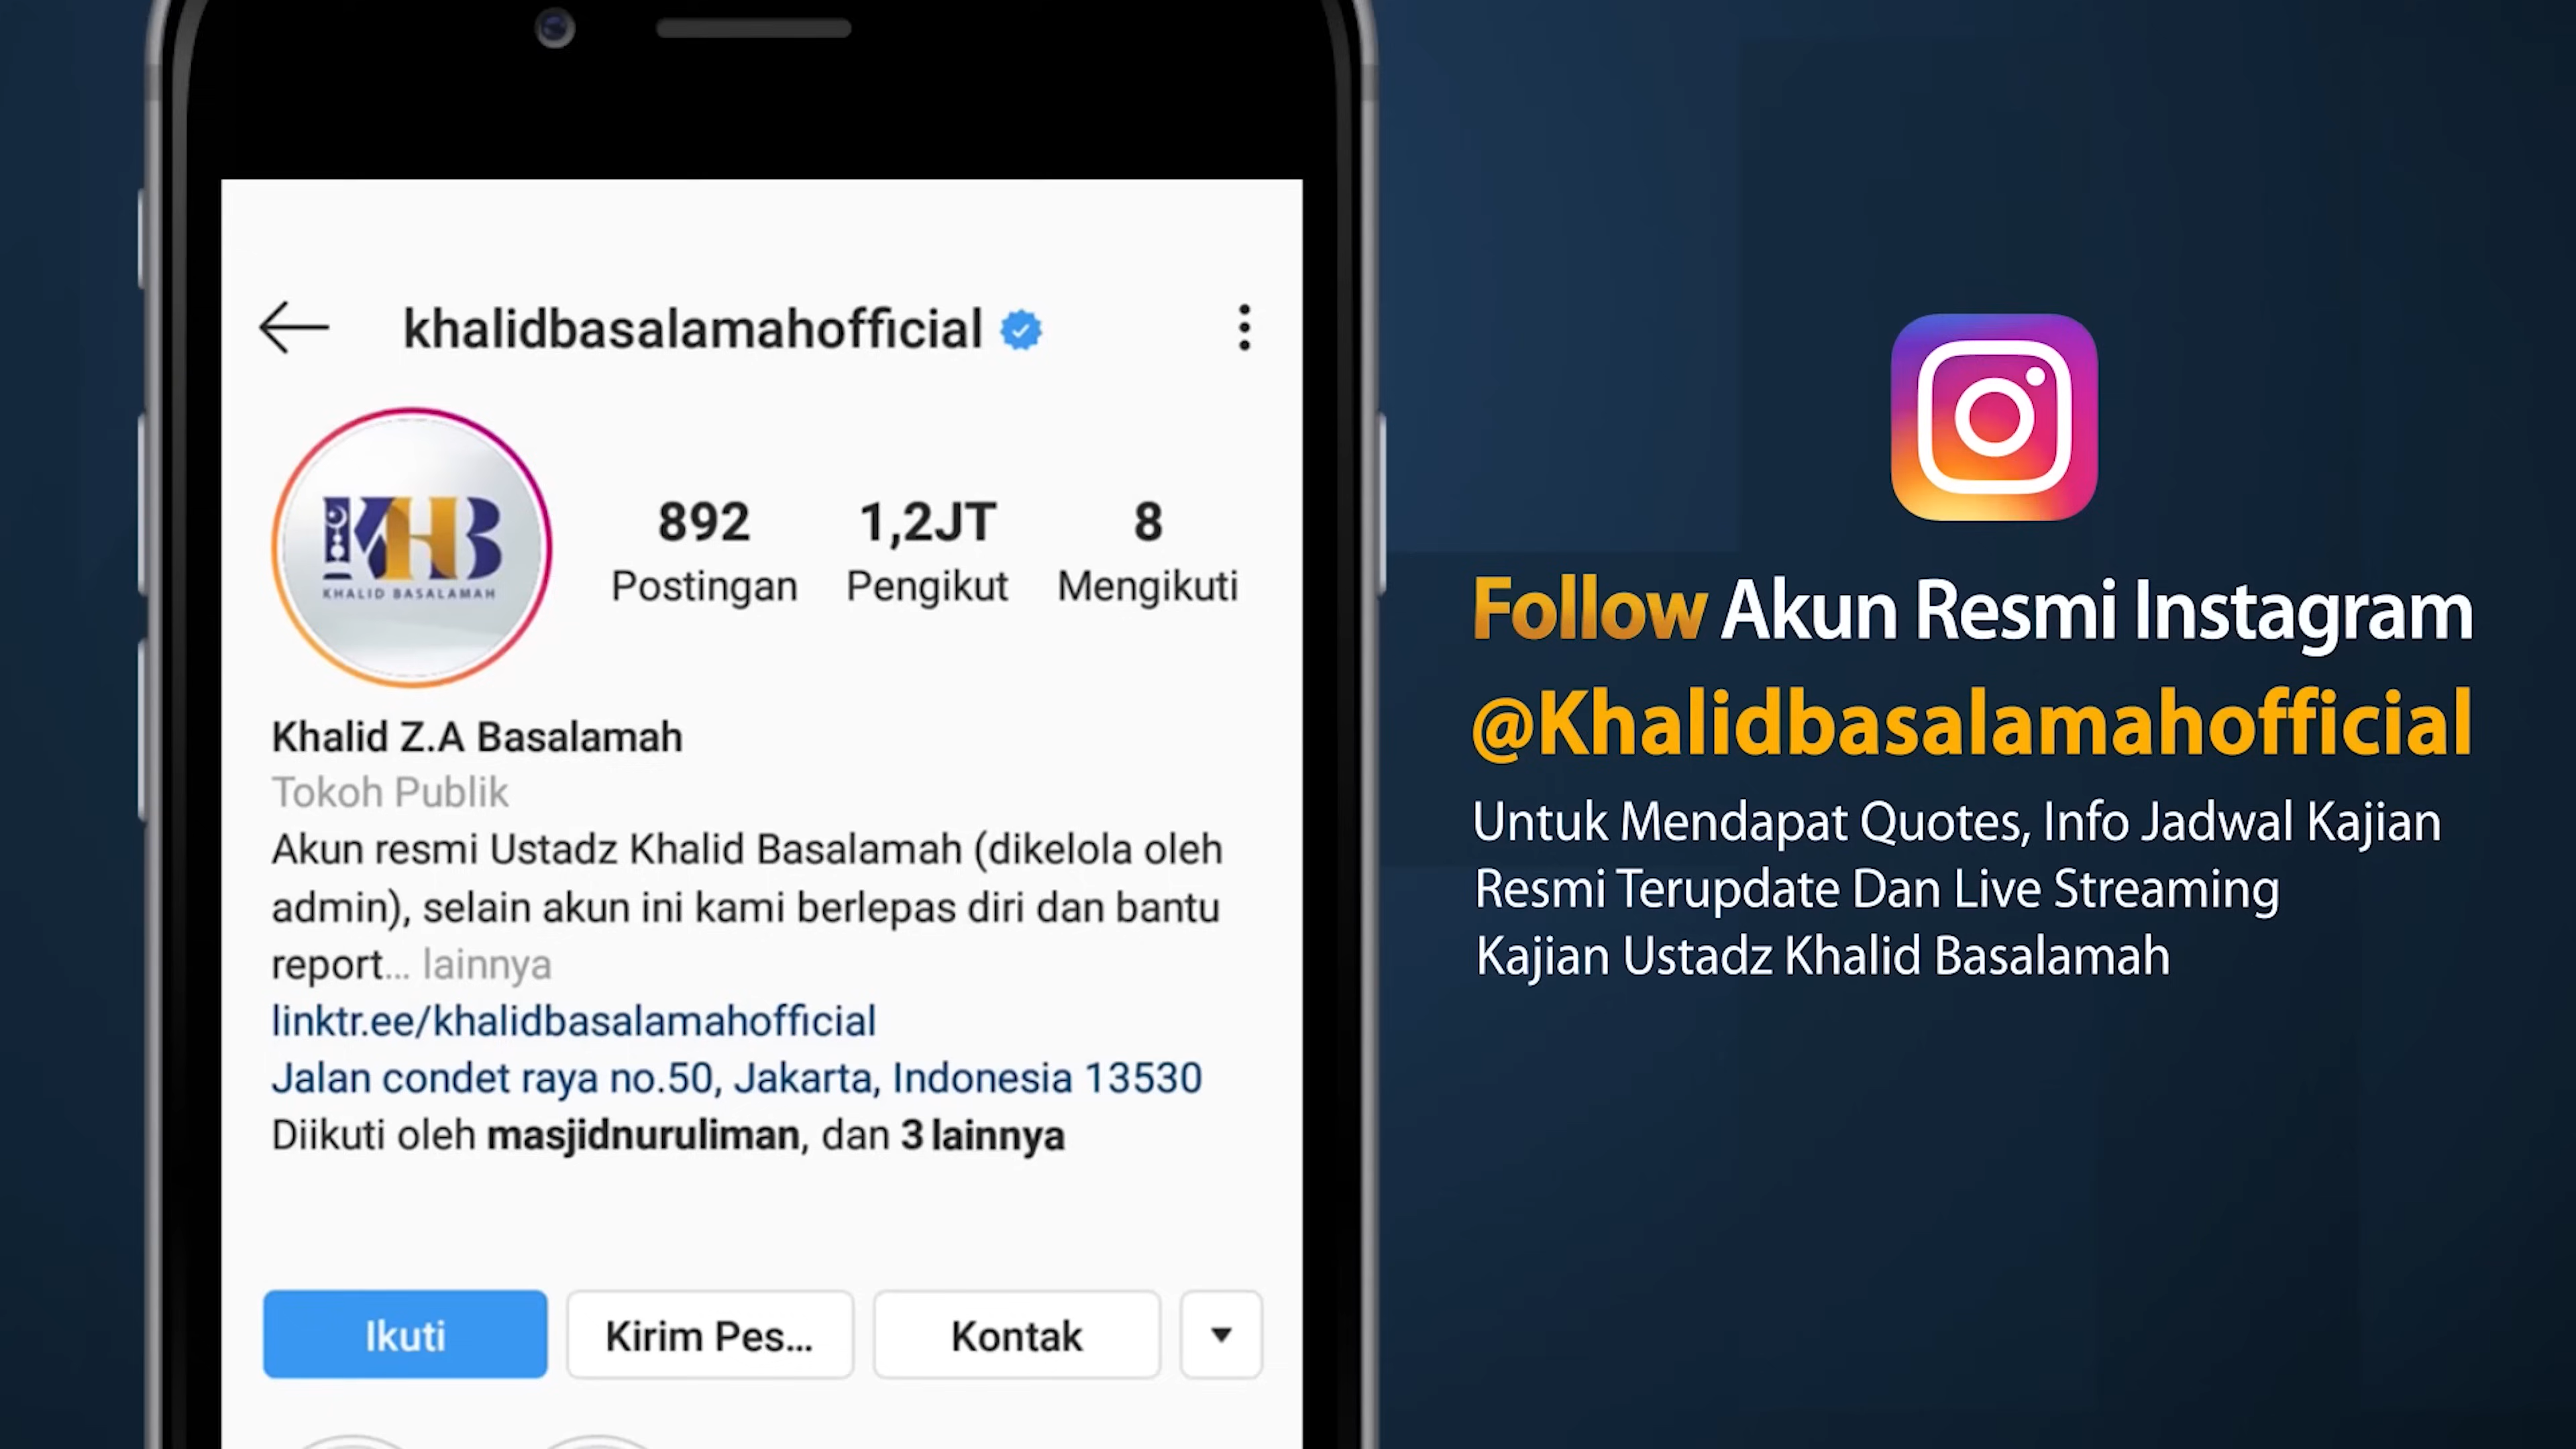 khalidbasalamahofficial
KHB
KHALID BASALAMAH
892
Postingan
1,2JT
Pengikut
8
Mengikuti
Khalid Z.A Basalamah
Tokoh Publik
Akun resmi Ustadz Khalid Basalamah (dikelola oleh
admin), selain akun ini kami berlepas diri dan bantu
report... lainnya
linktr.ee/khalidbasalamahofficial
Jalan condet raya no.50, Jakarta, Indonesia 13530
Diikuti oleh masjidnuruliman, dan 3 lainnya
Ikuti
Kirim Pes...
Kontak
Follow Akun Resmi Instagram
@Khalidbasalamahofficial
Untuk Mendapat Quotes, Info Jadwal Kajian
Resmi Terupdate Dan Live Streaming
Kajian Ustadz Khalid Basalamah